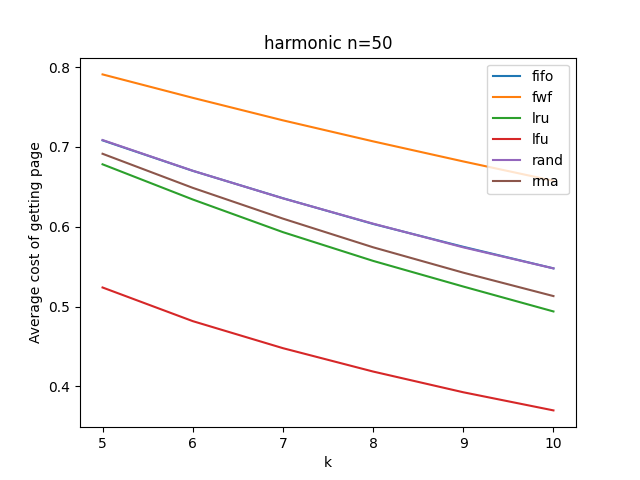 harmonic n=50
fifo
fwf
lru
lfu
rand
rma
Average cost of getting page
0.8
0.7
0.6
0.5
0.4
5 6 7 8 9 10
k